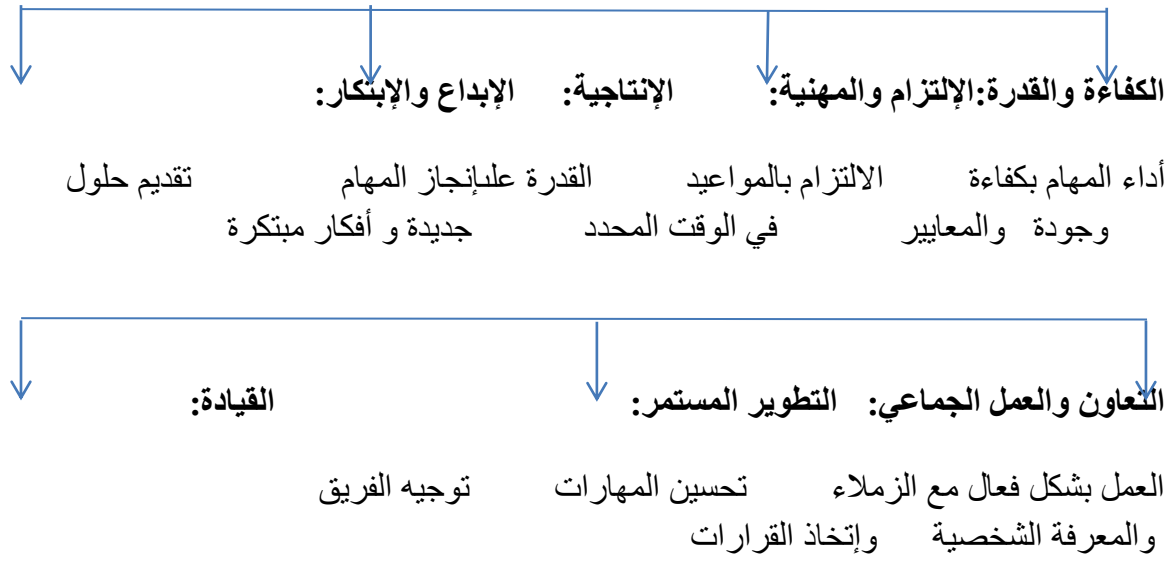 الكفاءة والقدرة:الإلتزام والمهنية: الإنتاجية: الإبداع والإبتكار:
أداء المهام بكفاءة الالتزام بالمواعيد القدرة علىإنجاز المهام تقديم حلول
وجودة والمعايير في الوقت المحدد جديدة و أفكار مبتكرة
التعاون والعمل الجماعي: التطوير المستمر: القيادة:
العمل بشكل فعال مع الزملاء تحسين المهارات توجيه الفريق
والمعرفة الشخصية وإتخاذ القرارات